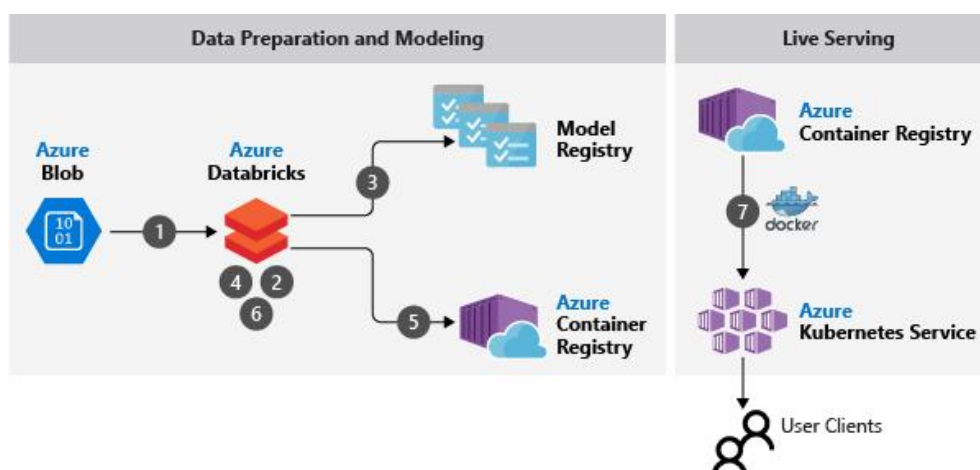 Data Preparation and Modeling
Live Serving
Azure
Blob
10
01
1
Azure
Databricks
4
2
6
3
Model
Registry
5
Azure
Container
Registry
Azure
Container Registry
7
docker
Azure
Kubernetes Service
User Clients